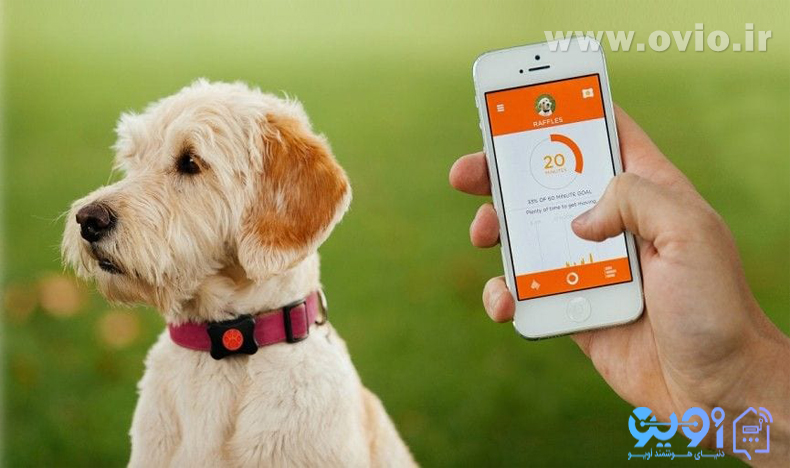 www.ovio.ir
RAFFLES
20
MINUTES
33% OF 60 MINUTE GOAL
Plenty of time to get moving
اویو
دنیای هوشمند اویو